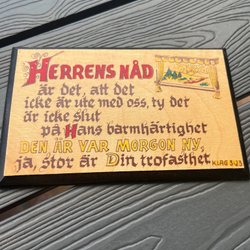 HERRENS NÅD
är det, att det
icke är ute med oss, ty det
är icke slut
på Hans barmhärtighet
DEN ÄR VAR MORGON NY,
ja, stor är Din trofasthet
KLAG 3:23